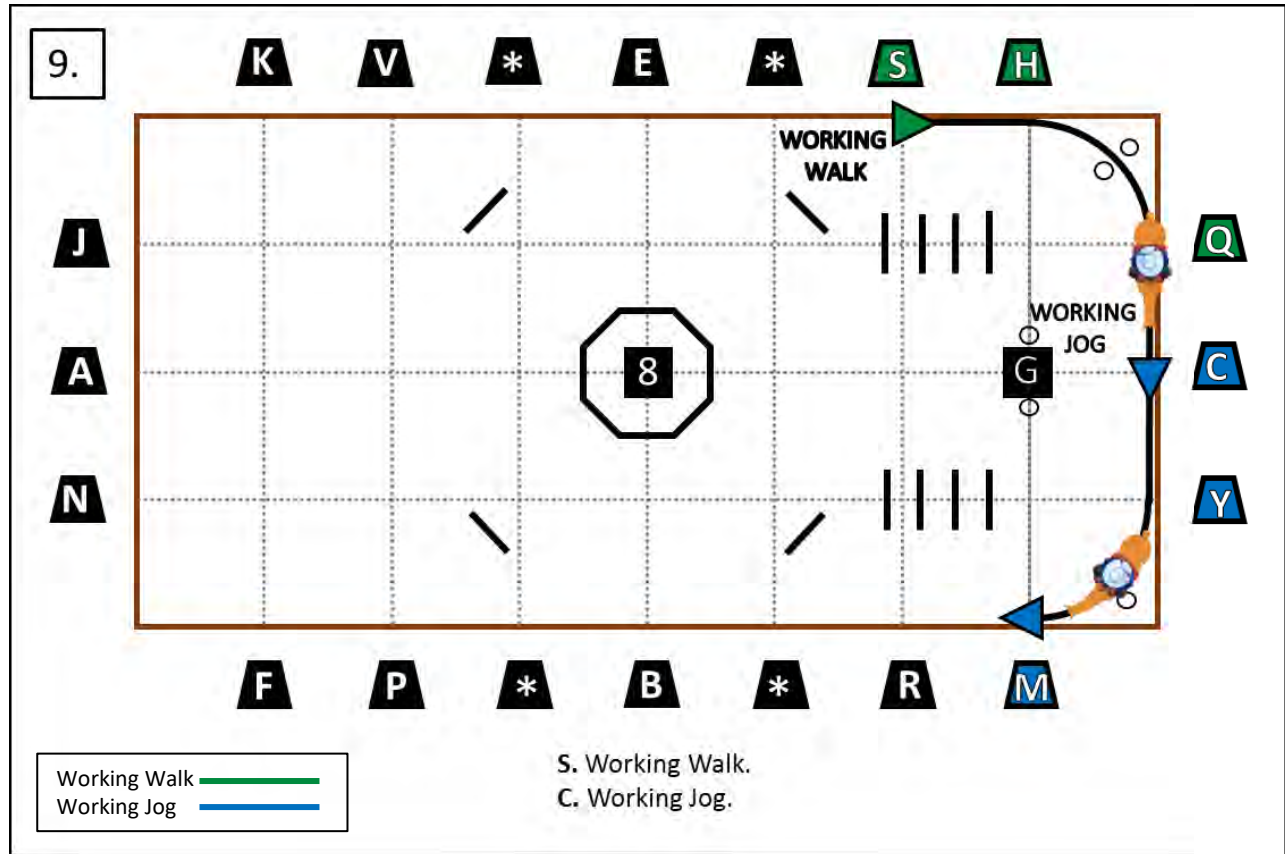 9.
K V * E * S H
WORKING
WALK
J Q
WORKING
JOG
A 8 G C
N Y
F P * B * R M
Working Walk
Working Jog
S. Working Walk.
C. Working Jog.